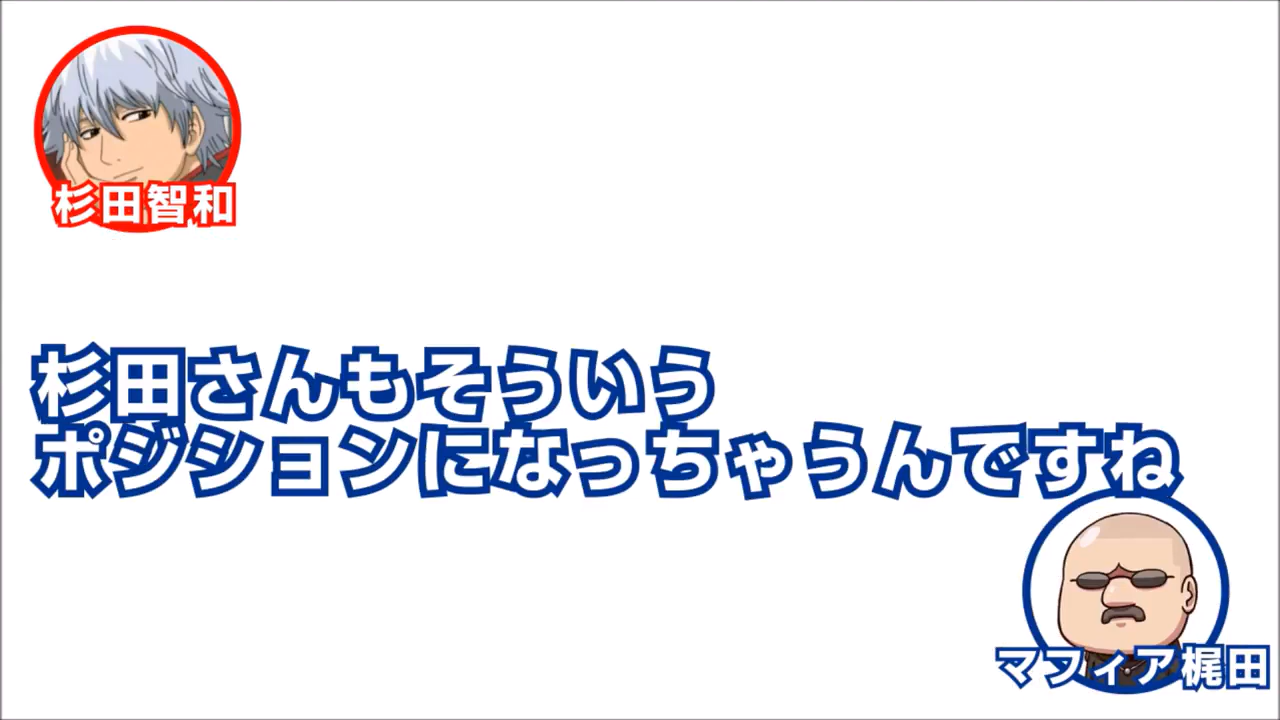 杉田智和
杉田さんもそういう
ポジションになっちゃうんですね
マフィア梶田